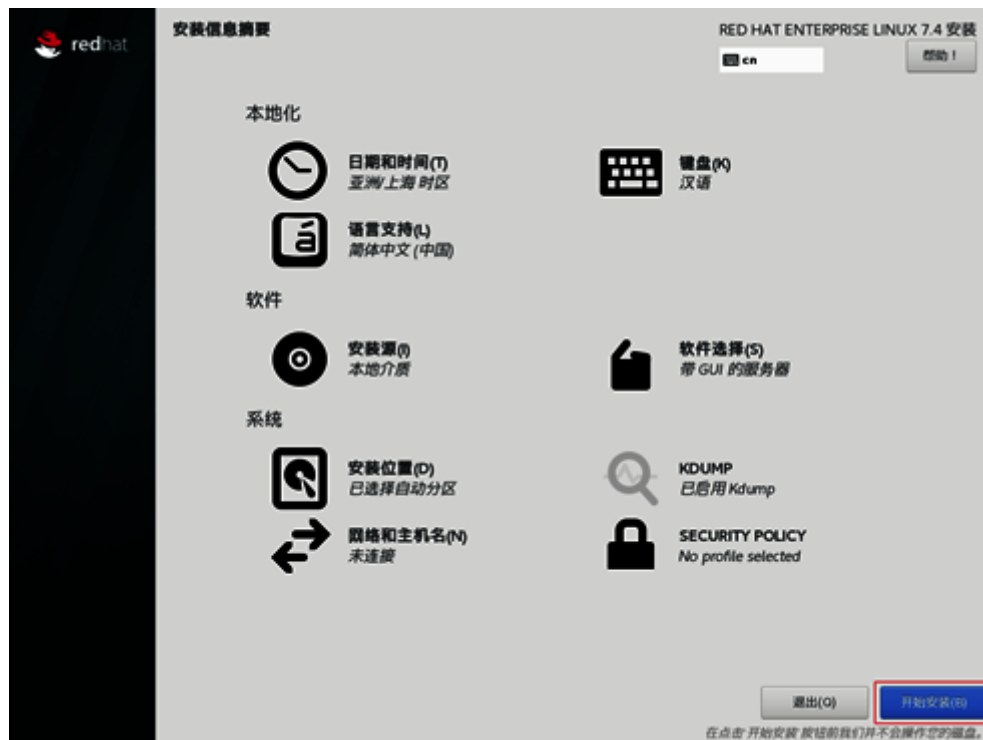 redhat
安装信息摘要
RED HAT ENTERPRISE LINUX 7.4 安装
cn
帮助！
本地化
日期和时间(T)
亚洲/上海 时区
键盘(K)
汉语
语言支持(L)
简体中文 (中国)
软件
安装源(I)
本地介质
软件选择(S)
带 GUI 的服务器
系统
安装位置(D)
已选择自动分区
KDUMP
已启用 Kdump
网络和主机名(N)
未连接
SECURITY POLICY
No profile selected
退出(Q)
开始安装(B)
在点击'开始安装'按钮前我们并不会操作您的磁盘。